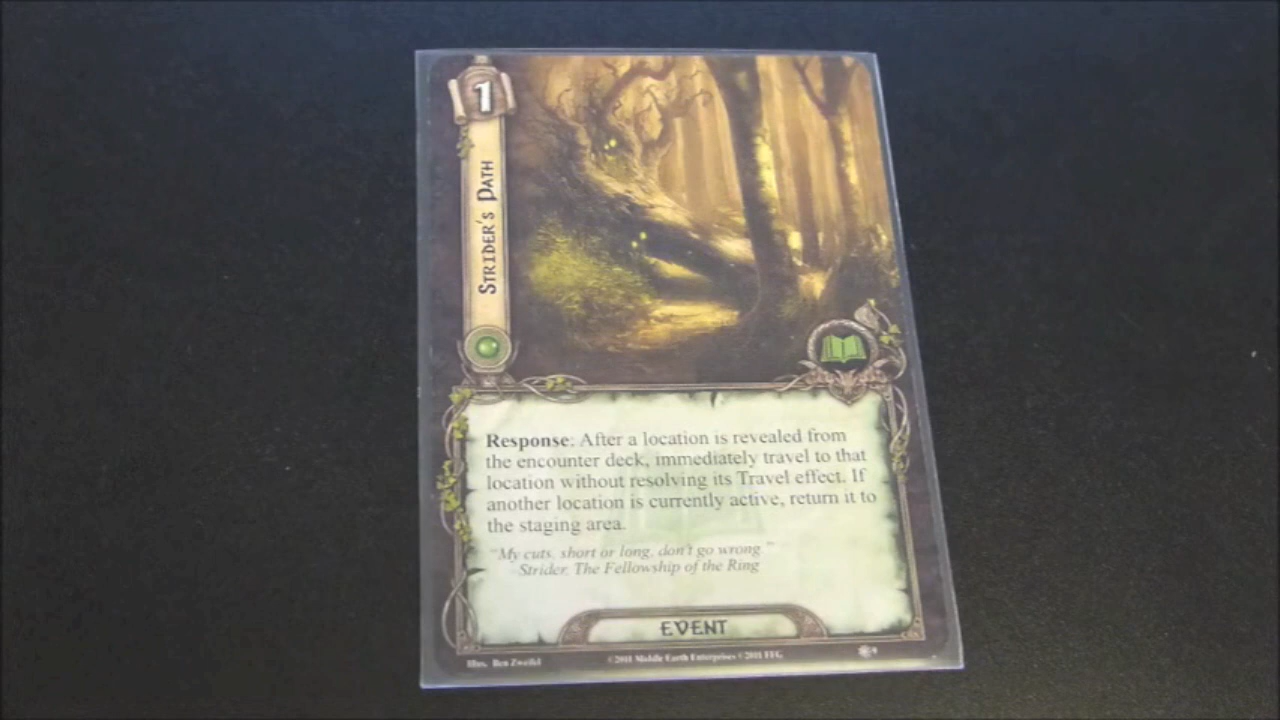 1
STRIDER'S PATH
Response: After a location is revealed from
the encounter deck, immediately travel to that
location without resolving its Travel effect. If
another location is currently active, return it to
the staging area.
"My cuts, short or long, don't go wrong."
Strider, The Fellowship of the Ring
EVENT
Illus. Ben Zweifel
©2011 Middle Earth Enterprises ©2011 FFG
9